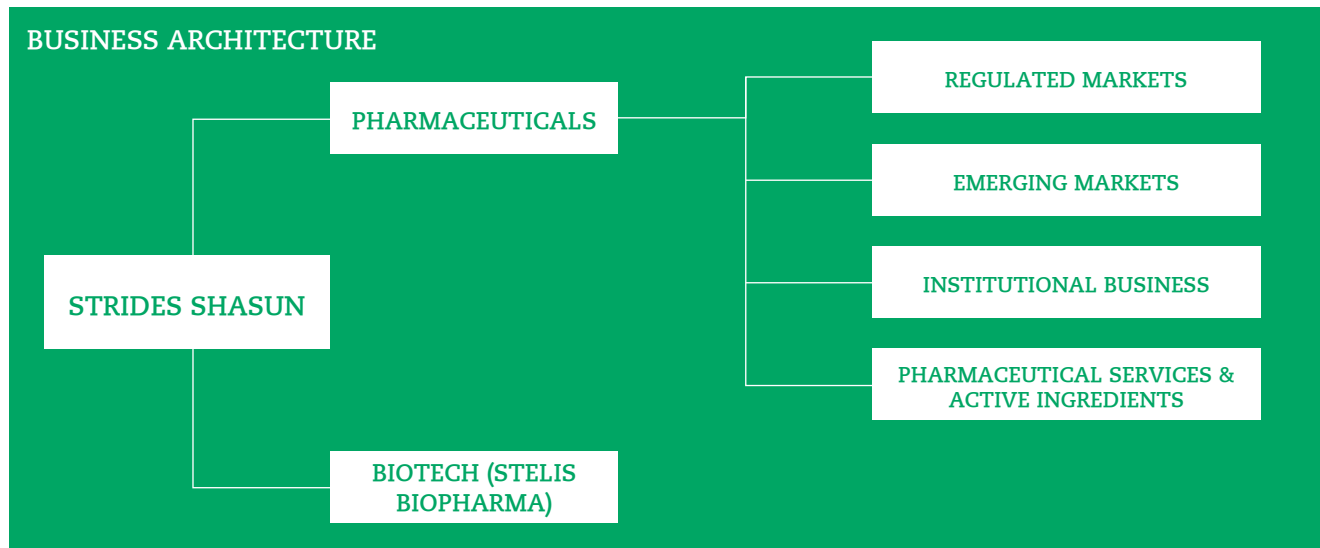 BUSINESS ARCHITECTURE
STRIDES SHASUN
PHARMACEUTICALS
BIOTECH (STELIS
BIOPHARMA)
REGULATED MARKETS
EMERGING MARKETS
INSTITUTIONAL BUSINESS
PHARMACEUTICAL SERVICES &
ACTIVE INGREDIENTS